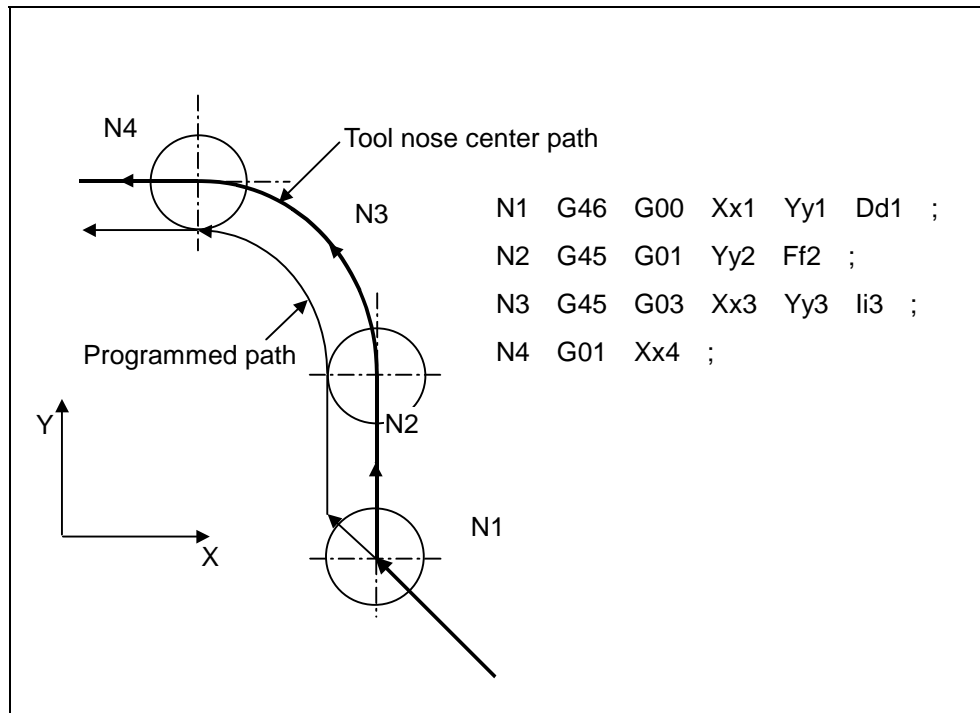 N4
Tool nose center path
N3
N1 G46 G00 Xx1 Yy1 Dd1 ;
N2 G45 G01 Yy2 Ff2 ;
N3 G45 G03 Xx3 Yy3 Ii3 ;
N4 G01 Xx4 ;
Programmed path
N2
Y
X
N1